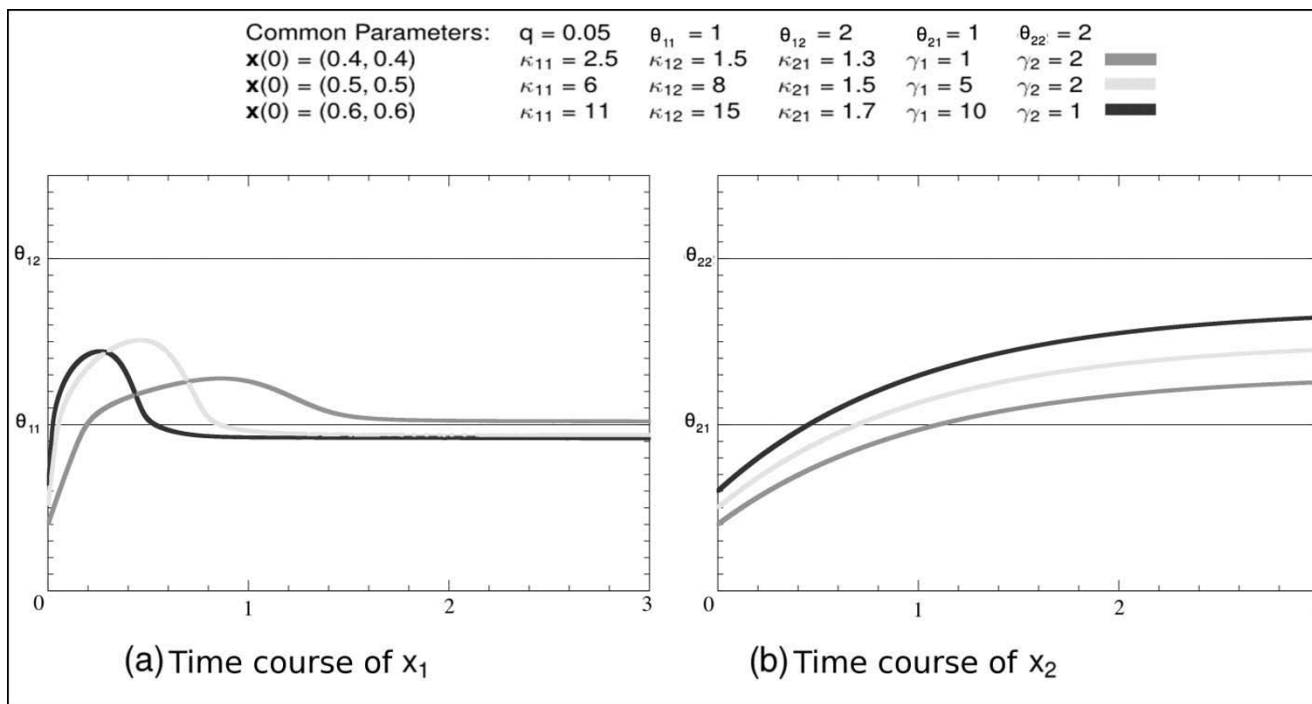 Common Parameters: q = 0.05 θ₁₁ = 1 θ₁₂ = 2 θ₂₁ = 1 θ₂₂' = 2
x(0) = (0.4, 0.4) κ₁₁ = 2.5 κ₁₂ = 1.5 κ₂₁ = 1.3 γ₁ = 1 γ₂ = 2
x(0) = (0.5, 0.5) κ₁₁ = 6 κ₁₂ = 8 κ₂₁ = 1.5 γ₁ = 5 γ₂ = 2
x(0) = (0.6, 0.6) κ₁₁ = 11 κ₁₂ = 15 κ₂₁ = 1.7 γ₁ = 10 γ₂ = 1
θ₁₂
θ₁₁
0 1 2 3
(a) Time course of x₁
θ₂₂'
θ₂₁
0 1 2
(b) Time course of x₂